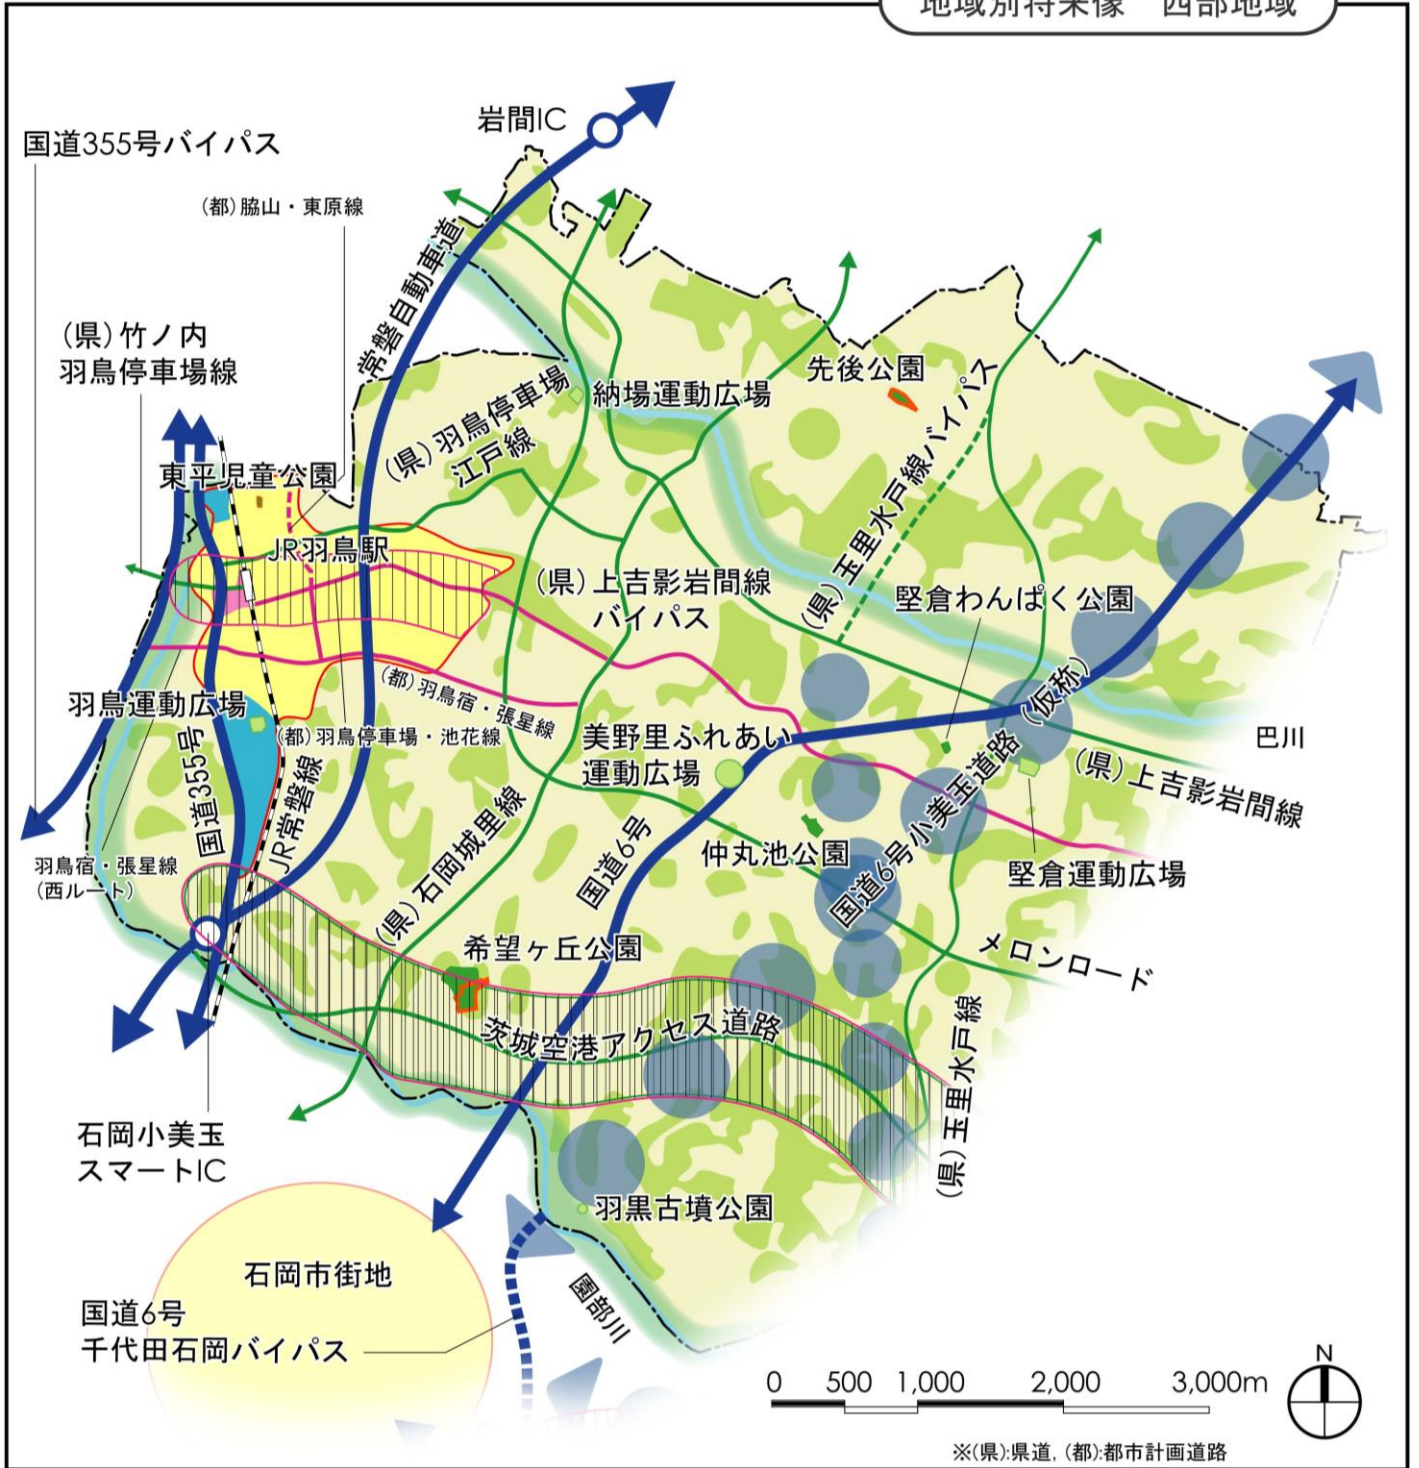 地域別将来像 西部地域
岩間IC
国道355号バイパス
(都)脇山・東原線
常磐自動車道
(県)竹ノ内
羽鳥停車場線
先後公園
納場運動広場
(県)羽鳥停車場
江戸線
(県)玉里水戸線バイパス
東平児童公園
JR羽鳥駅
(県)上吉影岩間線
バイパス
堅倉わんぱく公園
(都)羽鳥宿・張星線
羽鳥運動広場
(都)羽鳥停車場・池花線
美野里ふれあい
運動広場
巴川
(県)上吉影岩間線
国道355号
JR常磐線
国道6号小美玉道路(仮称)
(県)石岡城里線
国道6号
仲丸池公園
堅倉運動広場
羽鳥宿・張星線
(西ルート)
メロンロード
希望ヶ丘公園
茨城空港アクセス道路
(県)玉里水戸線
石岡小美玉
スマートIC
羽黒古墳公園
石岡市街地
園部川
国道6号
千代田石岡バイパス
N
0 500 1,000 2,000 3,000m
※(県):県道, (都):都市計画道路